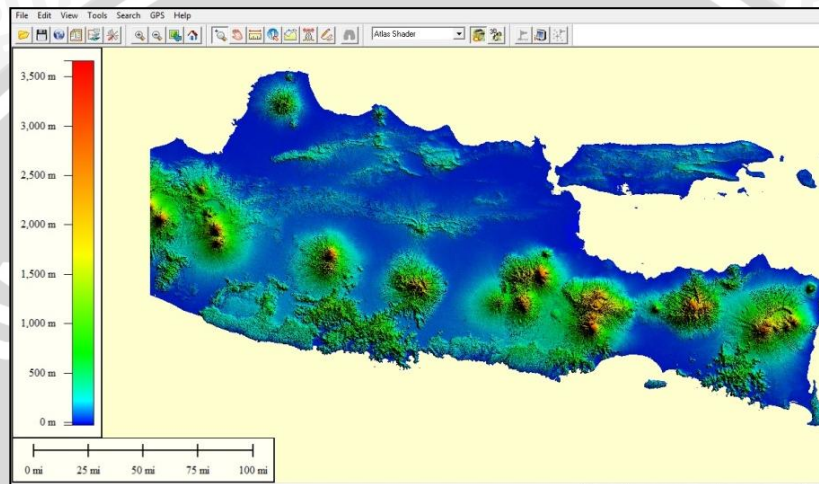 File Edit View Tools Search GPS Help
Atlas Shader
3,500 m
3,000 m
2,500 m
2,000 m
1,500 m
1,000 m
500 m
0 m
0 mi 25 mi 50 mi 75 mi 100 mi